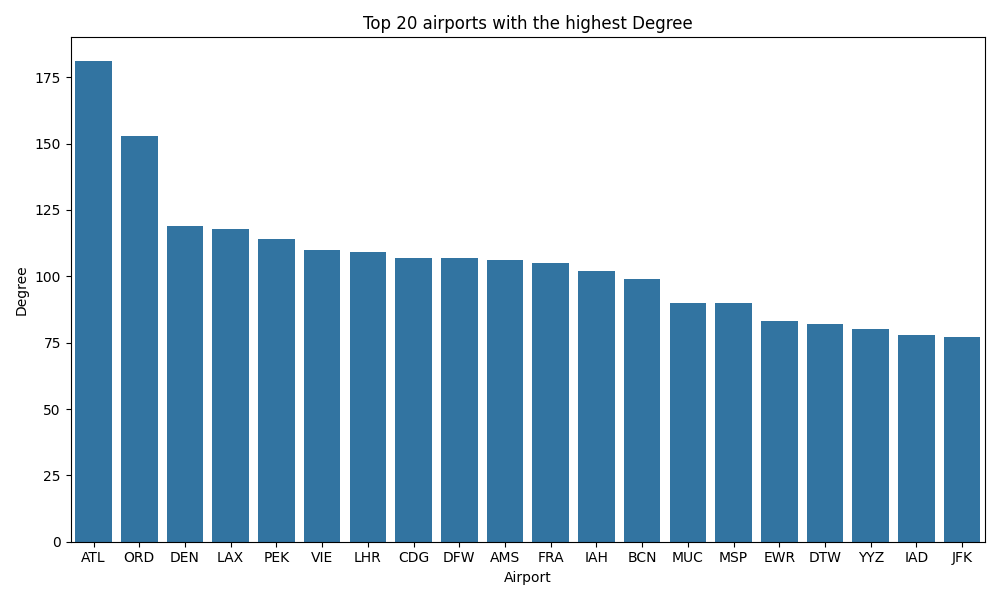 Top 20 airports with the highest Degree
175
150
125
100
75
50
25
0
Degree
ATL ORD DEN LAX PEK VIE LHR CDG DFW AMS FRA IAH BCN MUC MSP EWR DTW YYZ IAD JFK
Airport